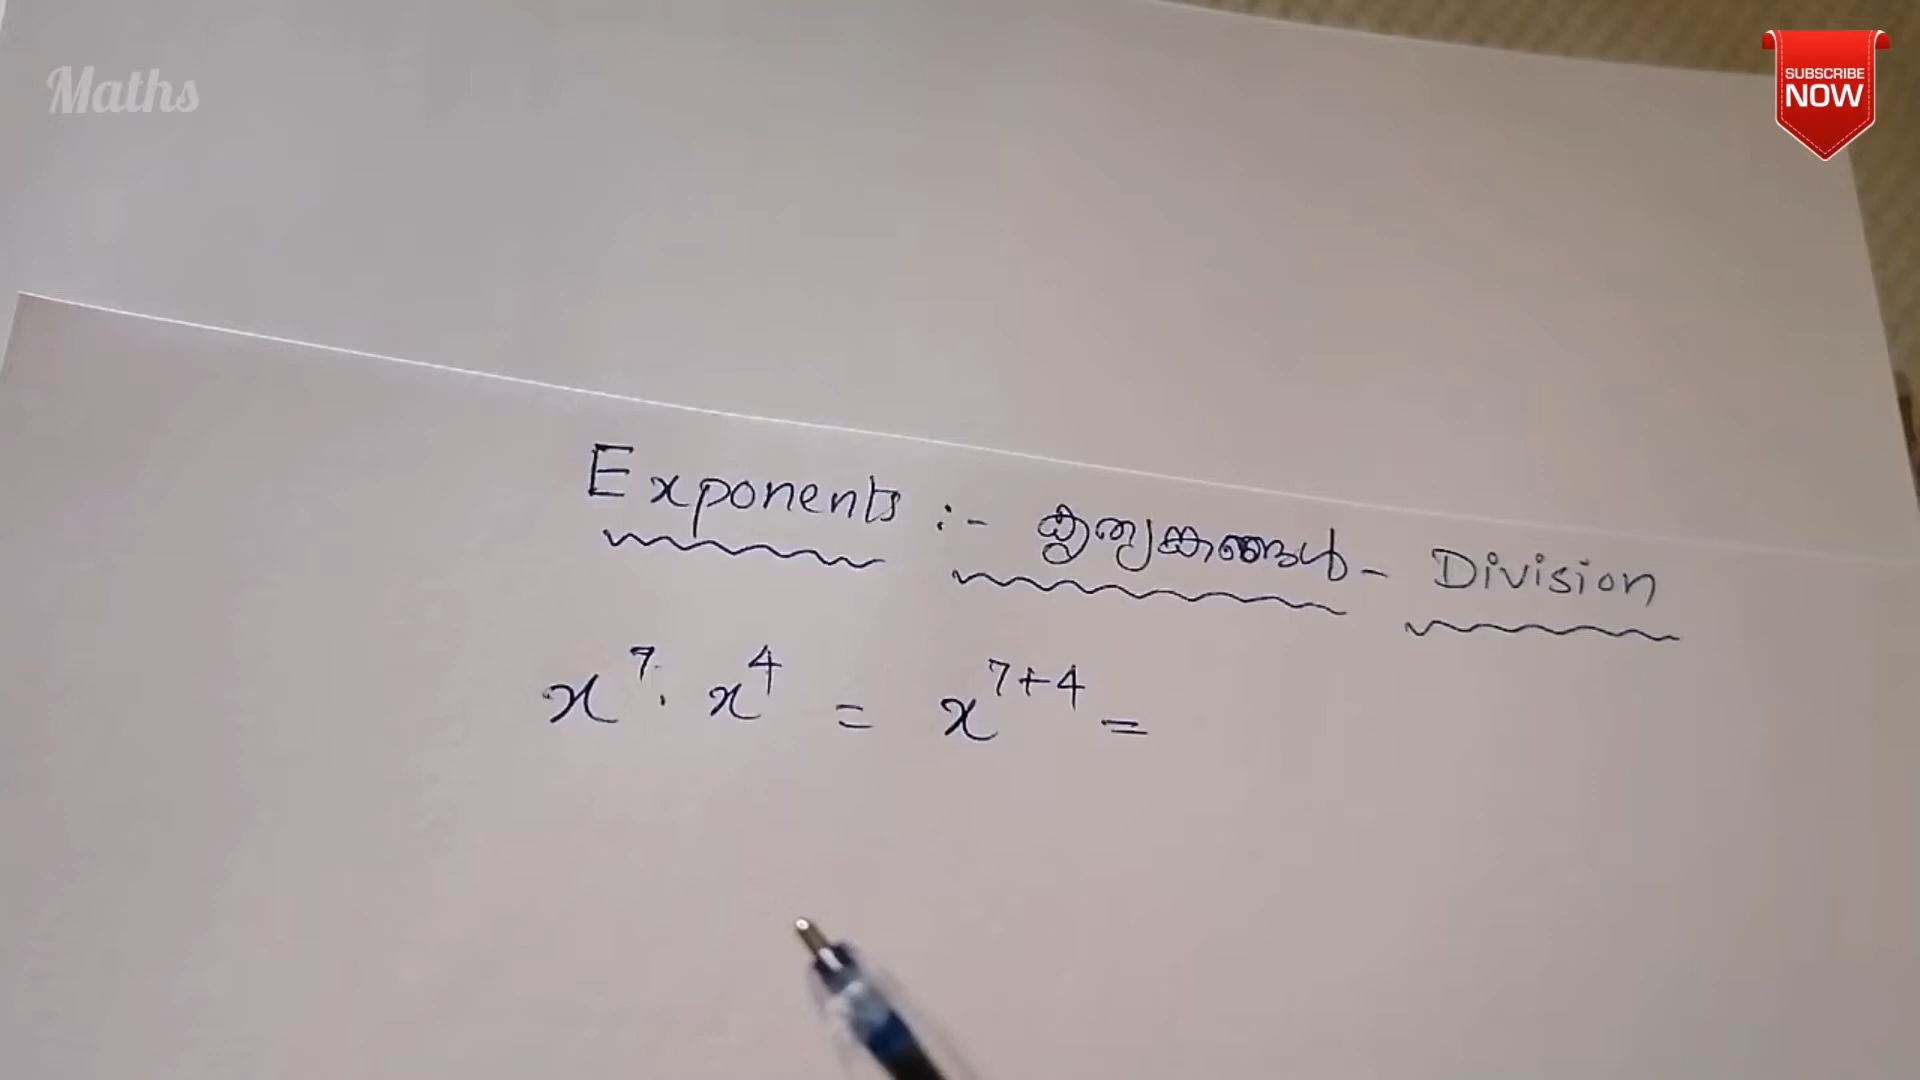 Maths
SUBSCRIBE
NOW
Exponents :- കൃത്യങ്കങ്ങൾ - Division
x⁷ · x⁴ = x⁷⁺⁴ =